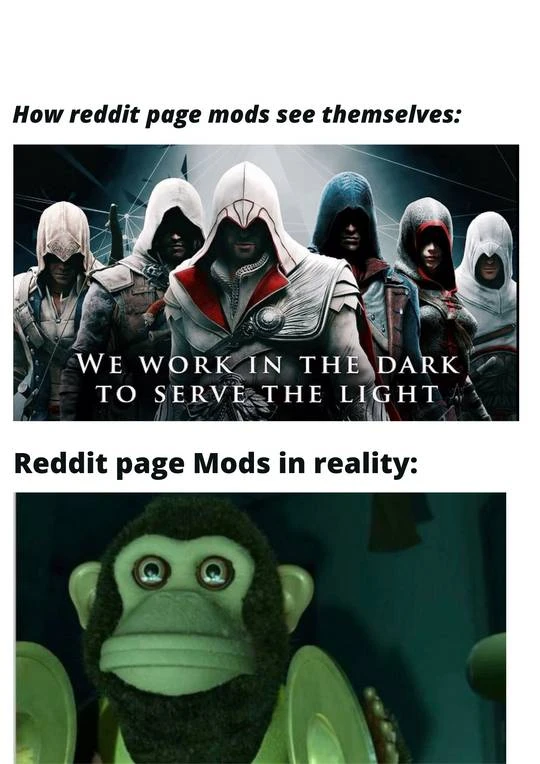 How reddit page mods see themselves:
WE WORK IN THE DARK
TO SERVE THE LIGHT
Reddit page Mods in reality: